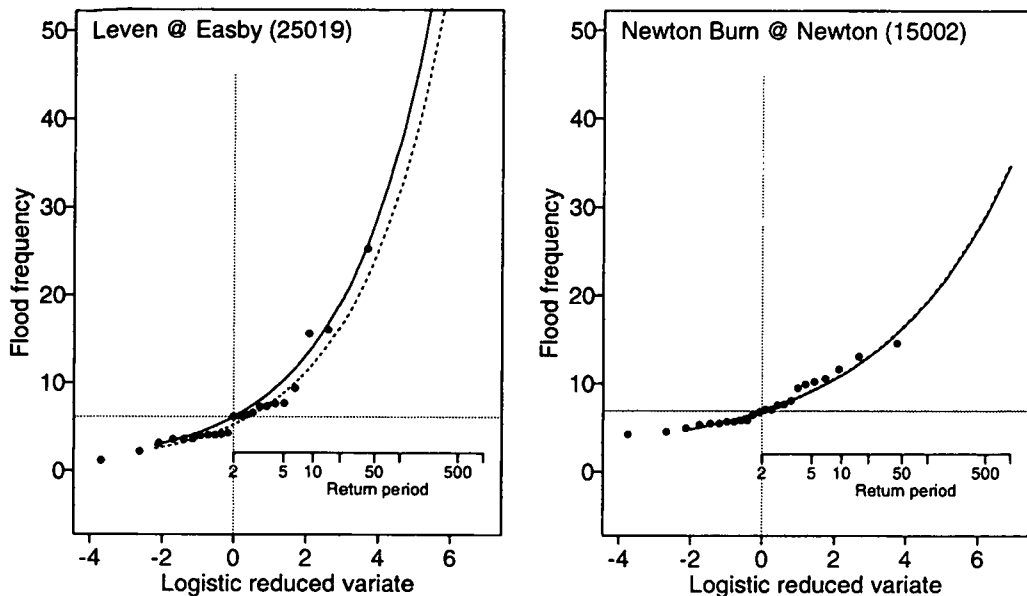 Leven @ Easby (25019)
50
40
30
20
10
0
Flood frequency
2 5 10 50 500
Return period
-4 -2 0 2 4 6
Logistic reduced variate
Newton Burn @ Newton (15002)
50
40
30
20
10
0
Flood frequency
2 5 10 50 500
Return period
-4 -2 0 2 4 6
Logistic reduced variate